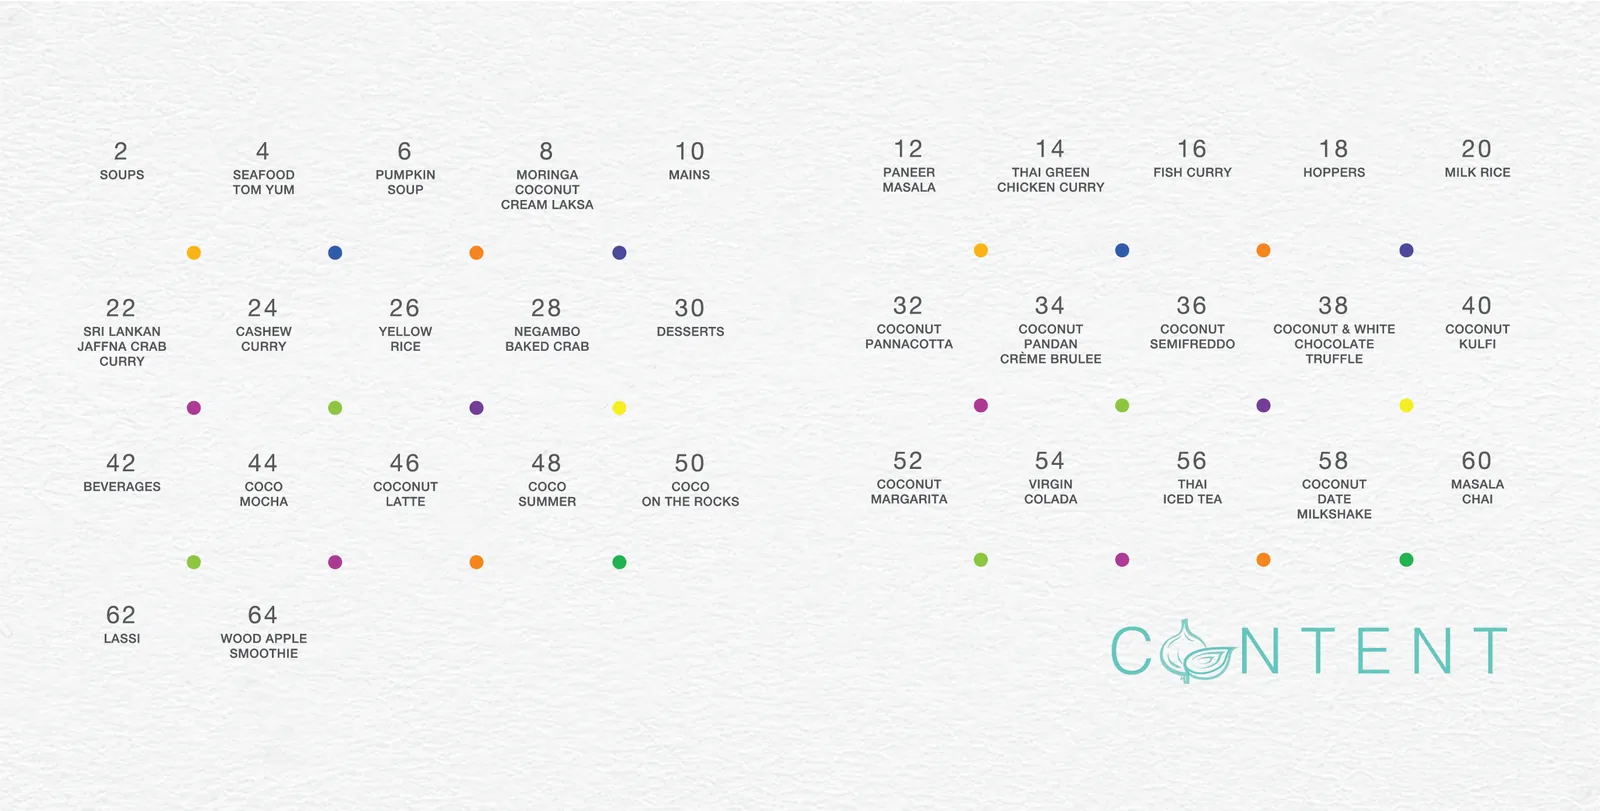 2
SOUPS
4
SEAFOOD
TOM YUM
6
PUMPKIN
SOUP
8
MORINGA
COCONUT
CREAM LAKSA
10
MAINS
22
SRI LANKAN
JAFFNA CRAB
CURRY
24
CASHEW
CURRY
26
YELLOW
RICE
28
NEGAMBO
BAKED CRAB
30
DESSERTS
42
BEVERAGES
44
COCO
MOCHA
46
COCONUT
LATTE
48
COCO
SUMMER
50
COCO
ON THE ROCKS
62
LASSI
64
WOOD APPLE
SMOOTHIE
12
PANEER
MASALA
14
THAI GREEN
CHICKEN CURRY
16
FISH CURRY
18
HOPPERS
20
MILK RICE
32
COCONUT
PANNACOTTA
34
COCONUT
PANDAN
CRÈME BRULEE
36
COCONUT
SEMIFREDDO
38
COCONUT & WHITE
CHOCOLATE
TRUFFLE
40
COCONUT
KULFI
52
COCONUT
MARGARITA
54
VIRGIN
COLADA
56
THAI
ICED TEA
58
COCONUT
DATE
MILKSHAKE
60
MASALA
CHAI
CONTENT